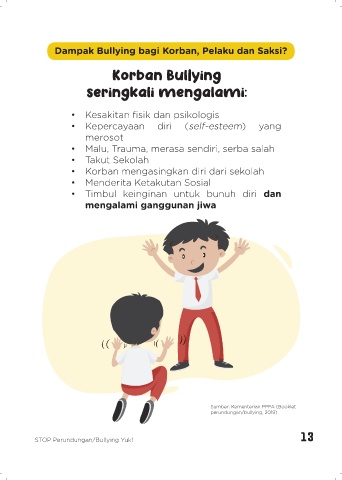 Dampak Bullying bagi Korban, Pelaku dan Saksi?
Korban Bullying
seringkali mengalami:
• Kesakitan fisik dan psikologis
• Kepercayaan diri (self-esteem) yang
merosot
• Malu, Trauma, merasa sendiri, serba salah
• Takut Sekolah
• Korban mengasingkan diri dari sekolah
• Menderita Ketakutan Sosial
• Timbul keinginan untuk bunuh diri dan
mengalami ganggunan jiwa
Sumber: Kementerian PPPA (Booklet
perundungan/bullying, 2019)
STOP Perundungan/Bullying Yuk!
13